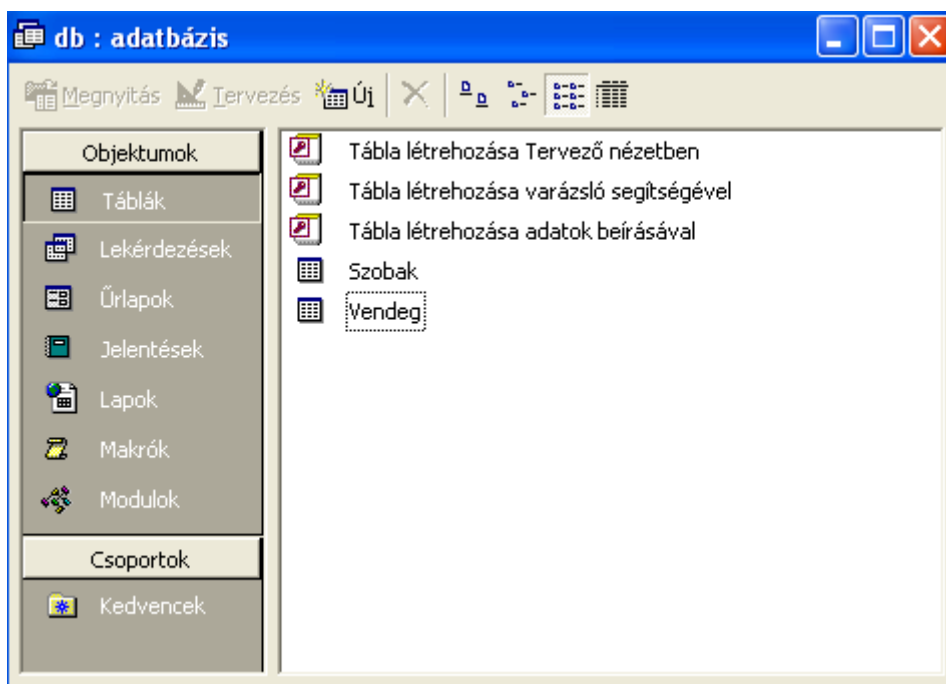 db : adatbázis
Megnyitás Tervezés Új
Objektumok
Táblák
Lekérdezések
Űrlapok
Jelentések
Lapok
Makrók
Modulok
Csoportok
Kedvencek
Tábla létrehozása Tervező nézetben
Tábla létrehozása varázsló segítségével
Tábla létrehozása adatok beírásával
Szobak
Vendeg